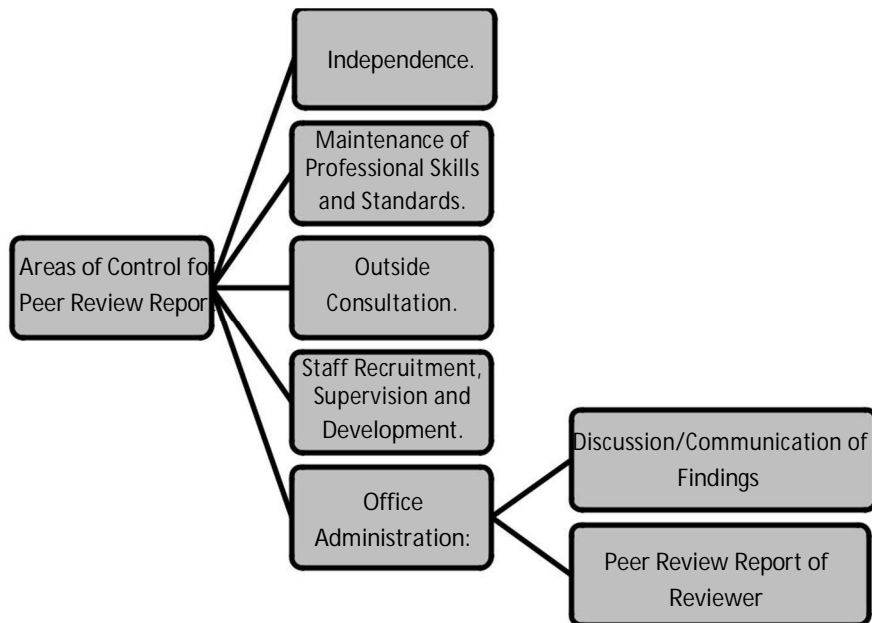 Independence.
Maintenance of
Professional Skills
and Standards.
Areas of Control for
Peer Review Repor
Outside
Consultation.
Staff Recruitment,
Supervision and
Development.
Office
Administration:
Discussion/Communication of
Findings
Peer Review Report of
Reviewer